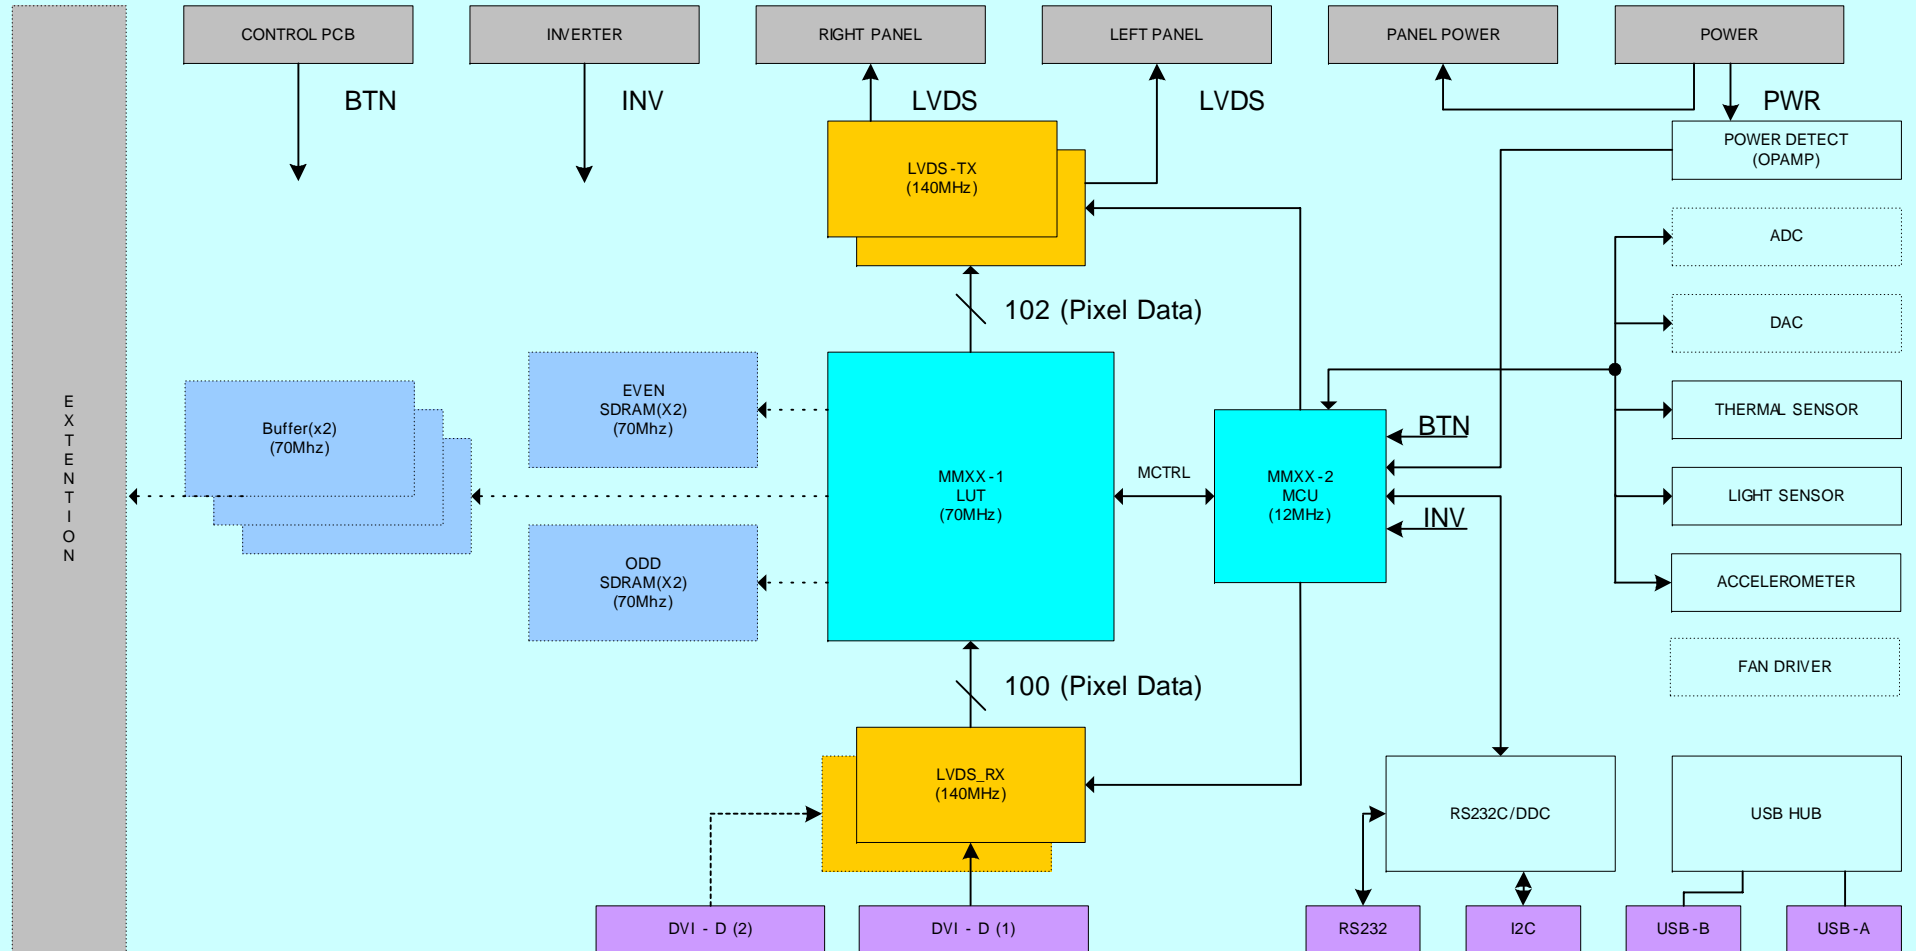 CONTROL PCB
INVERTER
RIGHT PANEL
LEFT PANEL
PANEL POWER
POWER
BTN
INV
LVDS
LVDS
PWR
POWER DETECT
(OPAMP)
LVDS-TX
(140MHz)
ADC
102 (Pixel Data)
DAC
EXTENTION
EVEN
SDRAM(X2)
(70Mhz)
Buffer(x2)
(70Mhz)
THERMAL SENSOR
BTN
MMXX-1
LUT
(70MHz)
MCTRL
MMXX-2
MCU
(12MHz)
LIGHT SENSOR
INV
ODD
SDRAM(X2)
(70Mhz)
ACCELEROMETER
100 (Pixel Data)
FAN DRIVER
LVDS_RX
(140MHz)
RS232C/DDC
USB HUB
DVI - D (2)
DVI - D (1)
RS232
I2C
USB-B
USB-A